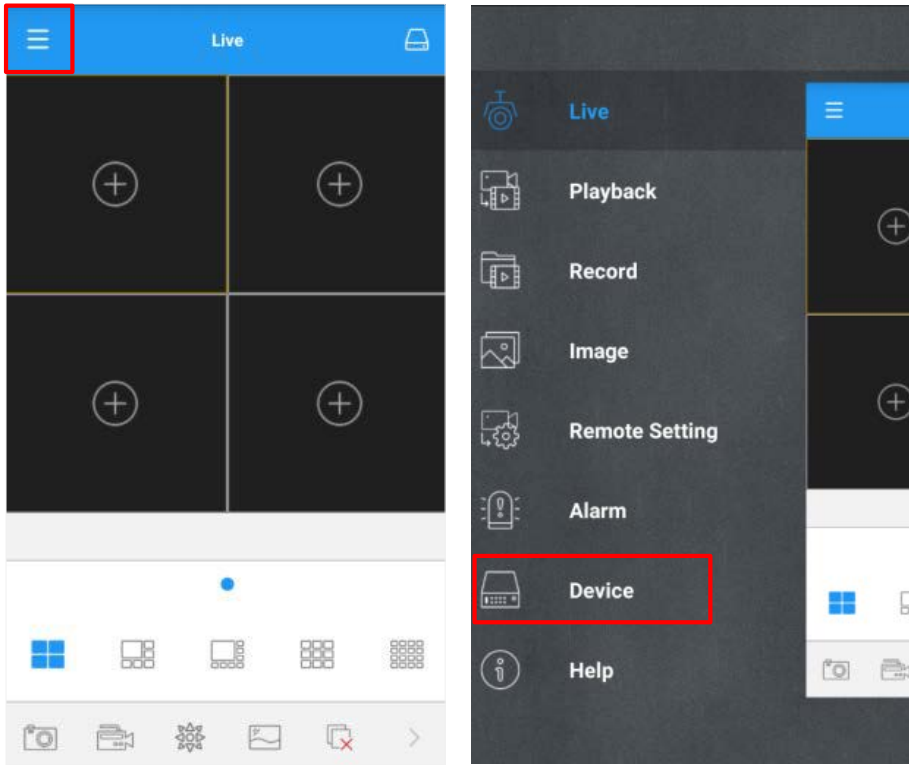 Live
Live
Playback
Record
Image
Remote Setting
Alarm
Device
Help